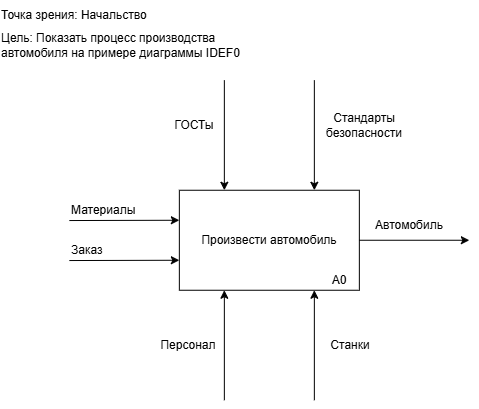 Точка зрения: Начальство
Цель: Показать процесс производства
автомобиля на примере диаграммы IDEF0
ГОСТы
Стандарты
безопасности
Материалы
Заказ
Произвести автомобиль
A0
Автомобиль
Персонал
Станки